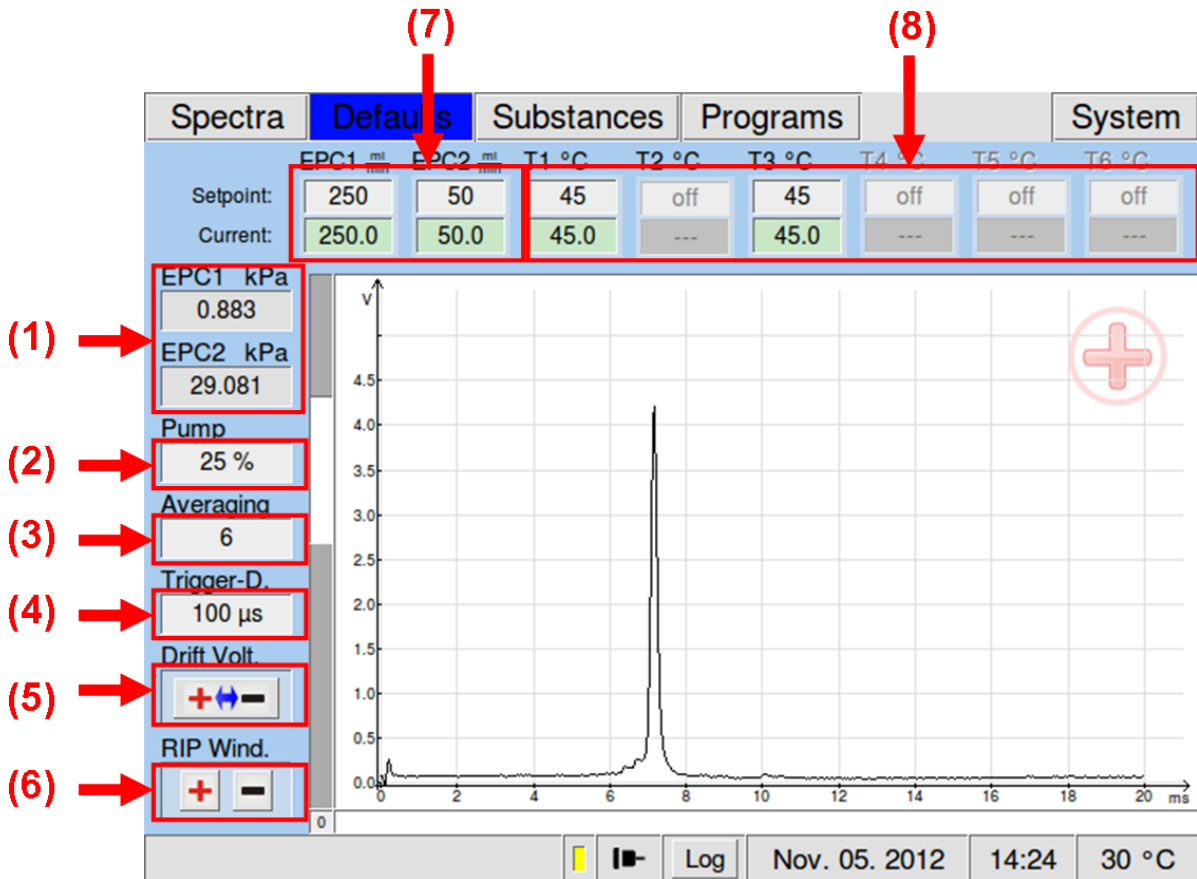 (7) (8)
Spectra Defaults Substances Programs System
EPC1 ml/min EPC2 ml/min T1 °C T2 °C T3 °C T4 °C T5 °C T6 °C
Setpoint: 250 50 45 off 45 off off off
Current: 250.0 50.0 45.0 --- 45.0 --- --- ---
(1)
EPC1 kPa
0.883
EPC2 kPa
29.081
(2)
Pump
25 %
(3)
Averaging
6
(4)
Trigger-D.
100 µs
(5)
Drift Volt.
+ −
(6)
RIP Wind.
+ −
V
4.5
4.0
3.5
3.0
2.5
2.0
1.5
1.0
0.5
0.0
0 2 4 6 8 10 12 14 16 18 20 ms
0
Log Nov. 05. 2012 14:24 30 °C